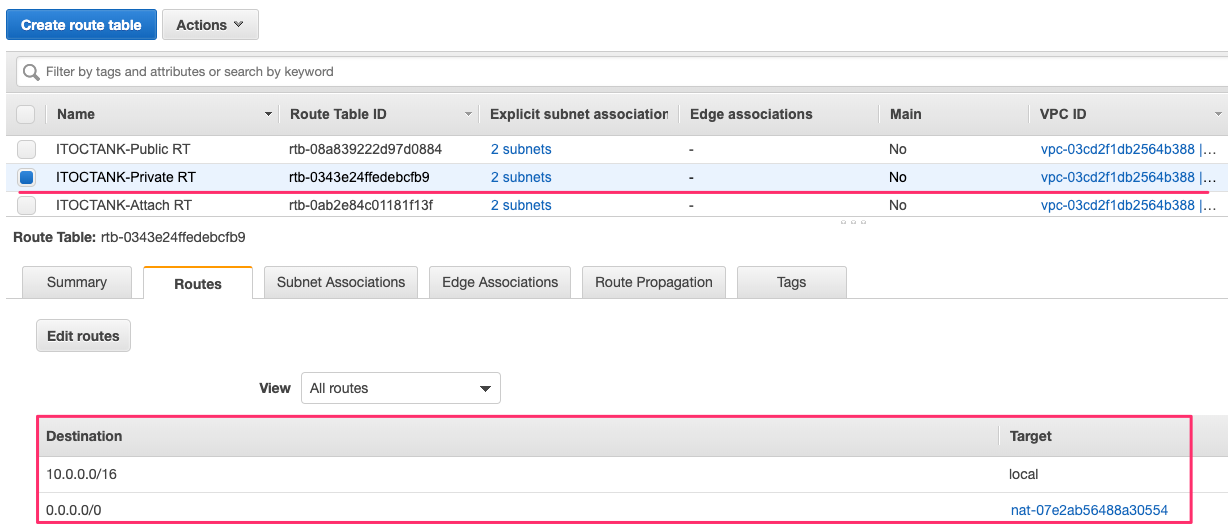 Create route table Actions
Filter by tags and attributes or search by keyword
Name Route Table ID Explicit subnet association Edge associations Main VPC ID
ITOCTANK-Public RT rtb-08a839222d97d0884 2 subnets - No vpc-03cd2f1db2564b388 |...
ITOCTANK-Private RT rtb-0343e24ffedebcfb9 2 subnets - No vpc-03cd2f1db2564b388 |...
ITOCTANK-Attach RT rtb-0ab2e84c01181f13f 2 subnets - No vpc-03cd2f1db2564b388 |...
Route Table: rtb-0343e24ffedebcfb9
Summary Routes Subnet Associations Edge Associations Route Propagation Tags
Edit routes
View All routes
Destination Target
10.0.0.0/16 local
0.0.0.0/0 nat-07e2ab56488a30554